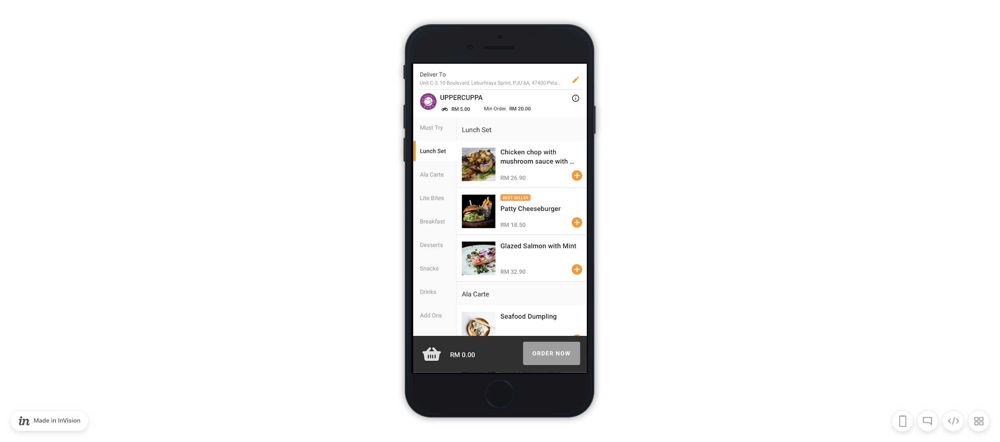 Deliver To
Unit C-3, 10 Boulevard, Leburhraya Sprint, PJU 6A, 47400 Peta...
UPPERCUPPA
RM 5.00
Min Order. RM 20.00
Must Try
Lunch Set
Ala Carte
Lite Bites
Breakfast
Desserts
Snacks
Drinks
Add Ons
Lunch Set
Chicken chop with
mushroom sauce with ...
RM 26.90
BEST SELLER
Patty Cheeseburger
RM 18.50
Glazed Salmon with Mint
RM 32.90
Ala Carte
Seafood Dumpling
RM 0.00
ORDER NOW
in Made in InVision